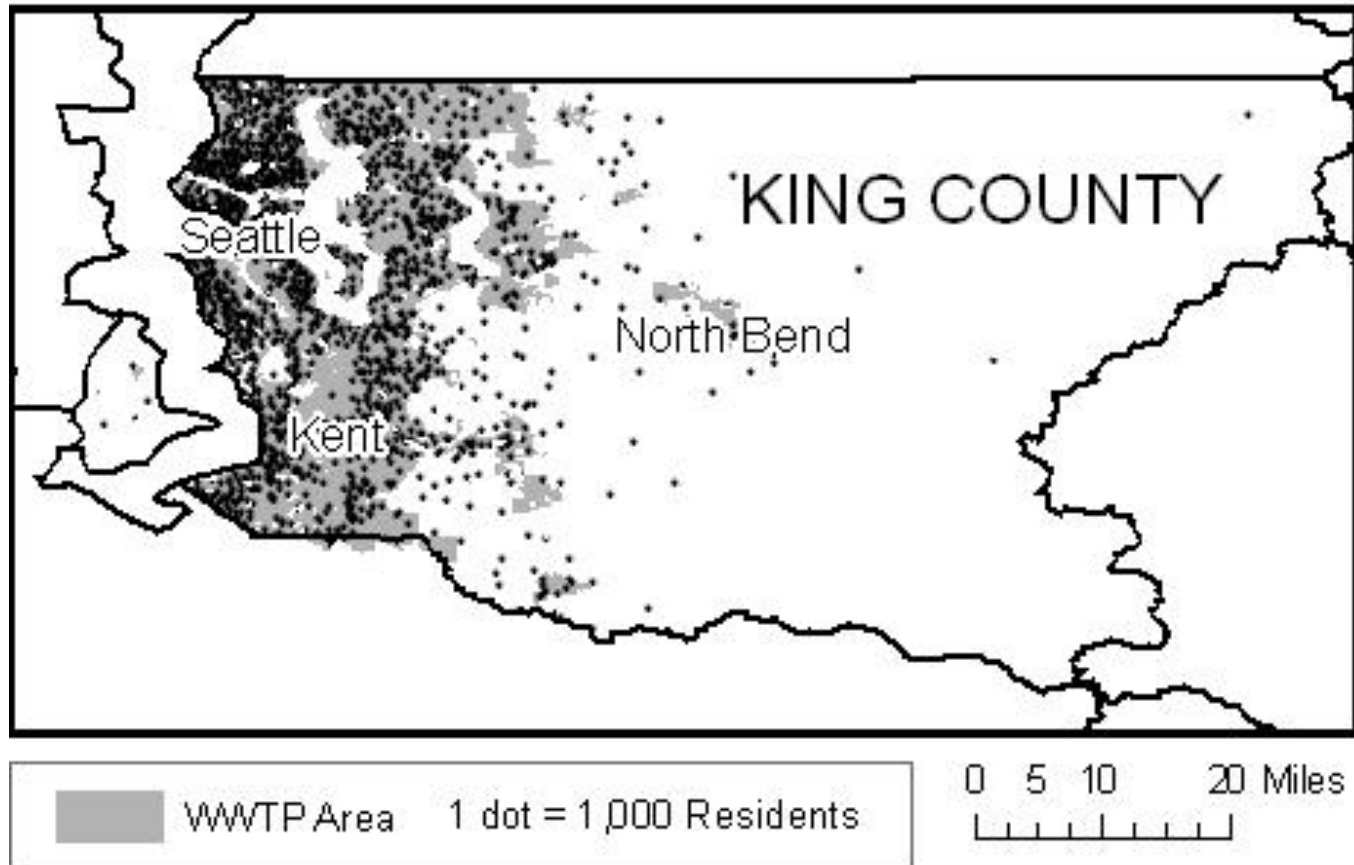 KING COUNTY
Seattle
North Bend
Kent
WWTP Area 1 dot = 1,000 Residents
0 5 10 20 Miles